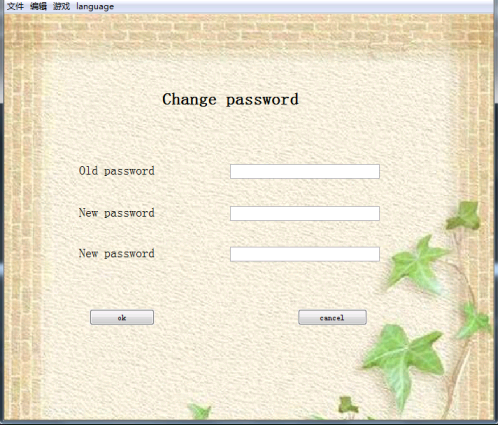 文件 编辑 游戏 language
Change password
Old password
New password
New password
ok cancel